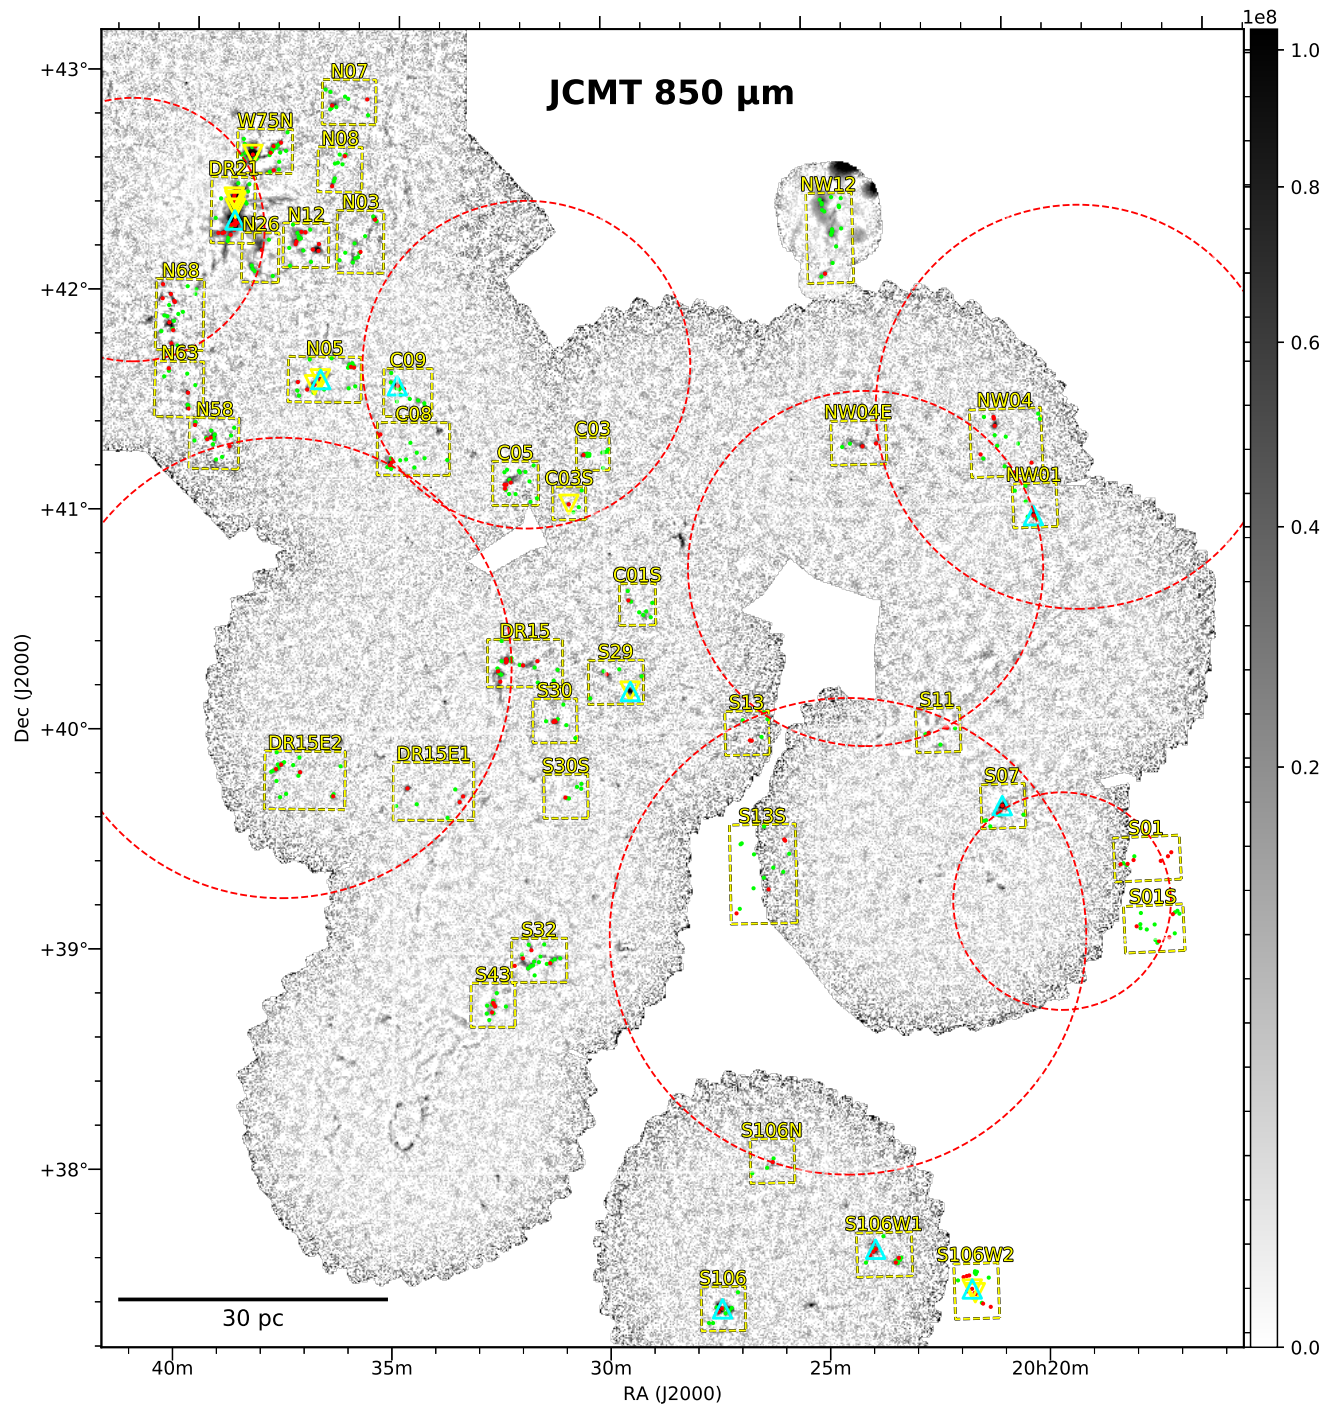 1e8
JCMT 850 μm
+43°
+42°
+41°
+40°
+39°
+38°
Dec (J2000)
N07
W75N
N08
DR21
N03
N12
N26
NW12
N68
N63
N05
C09
N58
C08
C03
C05
C03S
NW04E
NW04
NW01
C01S
DR15
S29
S30
S13
S11
DR15E2
DR15E1
S30S
S07
S13S
S01
S01S
S32
S43
S106N
S106W1
S106W2
S106
30 pc
40m
35m
30m
25m
20h20m
RA (J2000)
1.0
0.8
0.6
0.4
0.2
0.0